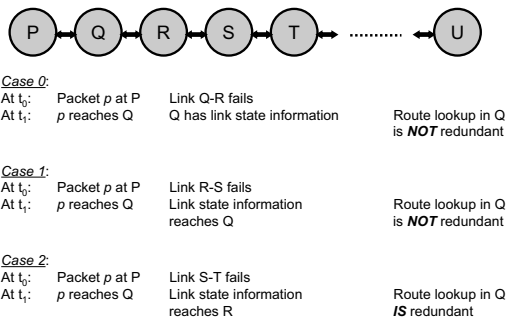 P Q R S T U
Case 0:
At t0: Packet p at P Link Q-R fails
At t1: p reaches Q Q has link state information Route lookup in Q
is NOT redundant
Case 1:
At t0: Packet p at P Link R-S fails
At t1: p reaches Q Link state information Route lookup in Q
reaches Q is NOT redundant
Case 2:
At t0: Packet p at P Link S-T fails
At t1: p reaches Q Link state information Route lookup in Q
reaches R IS redundant